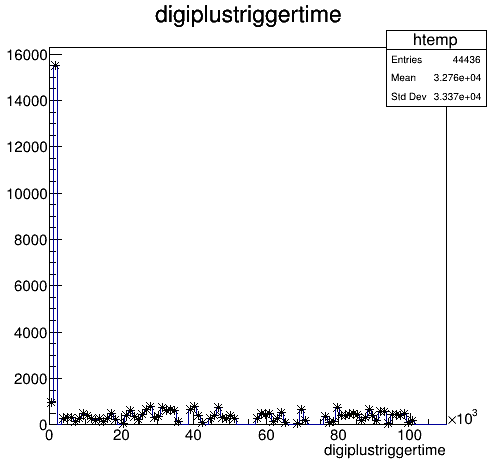 digiplustriggertime
htemp
Entries 44436
Mean 3.276e+04
Std Dev 3.337e+04
16000
14000
12000
10000
8000
6000
4000
2000
0
0 20 40 60 80 100 ×10³
digiplustriggertime